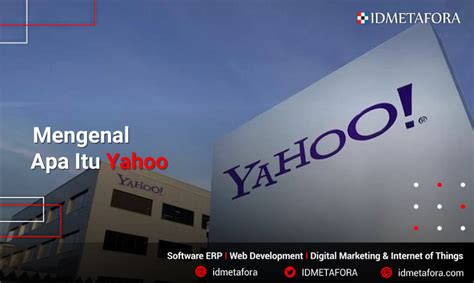 IDMETAFORA
Mengenal
Apa Itu Yahoo
YAHOO!®
YAHOO!
Software ERP | Web Development | Digital Marketing & Internet of Things
idmetafora IDMETAFORA idmetafora.com